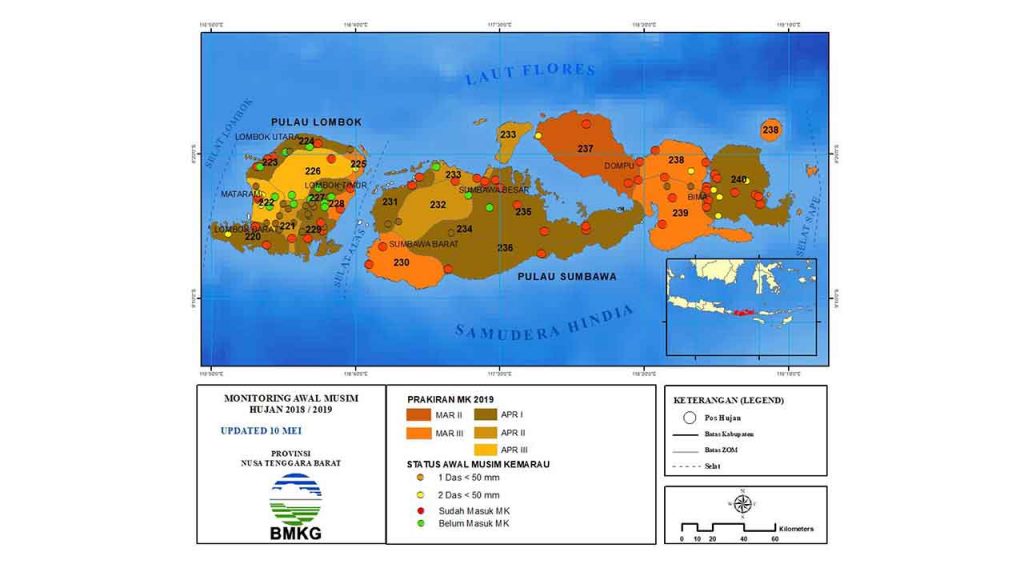 LAUT FLORES
PULAU LOMBOK
SELAT LOMBOK
LOMBOK UTARA
224
223
225
226
MATARAM
LOMBOK TIMUR
227
222
228
LOMBOK BARAT
221
229
220
SELAT ALAS
233
237
238
238
DOMPU
233
SUMBAWA BESAR
240
231
232
235
BIMA
239
234
SUMBAWA BARAT
236
230
PULAU SUMBAWA
SELAT SAPE
SAMUDERA HINDIA
MONITORING AWAL MUSIM
HUJAN 2018 / 2019
UPDATED 10 MEI
PROVINSI
NUSA TENGGARA BARAT
BMKG
PRAKIRAN MK 2019
MAR II
APR I
MAR III
APR II
APR III
STATUS AWAL MUSIM KEMARAU
1 Das < 50 mm
2 Das < 50 mm
Sudah Masuk MK
Belum Masuk MK
KETERANGAN (LEGEND)
Pos Hujan
Batas Kabupaten
Batas ZOM
Selat
N
Kilometers
0 10 20 40 60